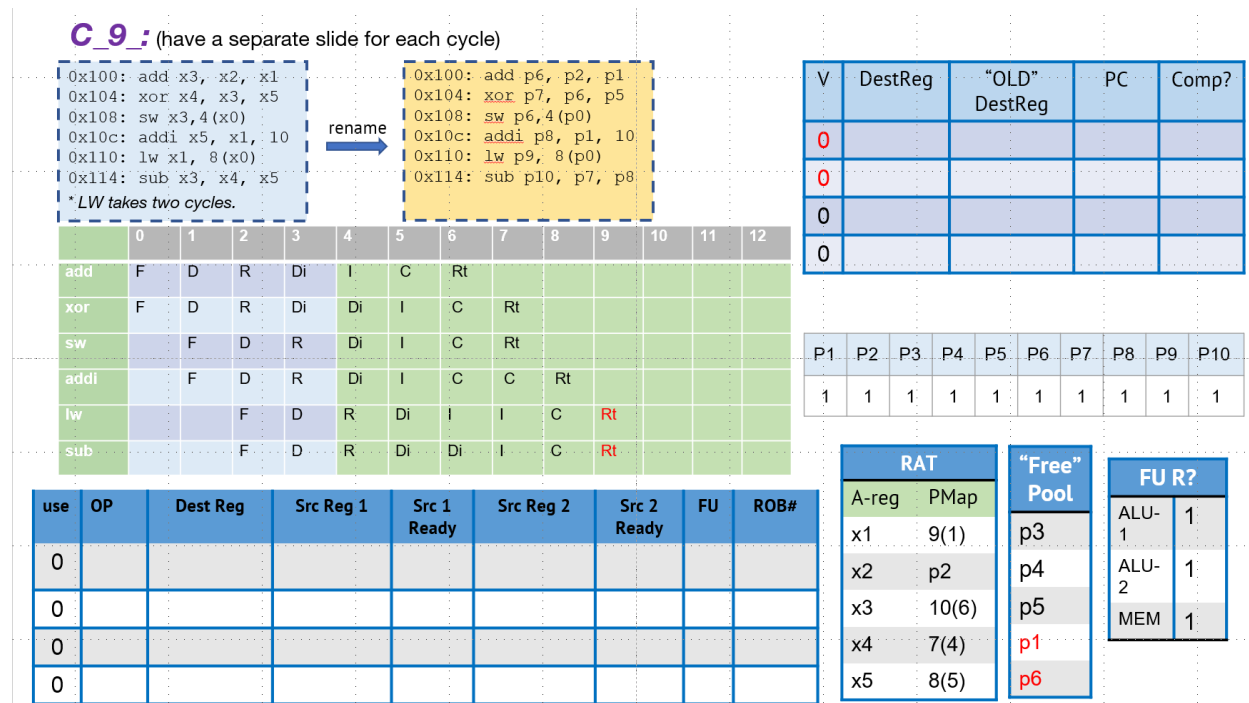 C_9_: (have a separate slide for each cycle)
0x100: add x3, x2, x1
0x104: xor x4, x3, x5
0x108: sw x3,4(x0)
0x10c: addi x5, x1, 10
0x110: lw x1, 8(x0)
0x114: sub x3, x4, x5
* LW takes two cycles.
rename
0x100: add p6, p2, p1
0x104: xor p7, p6, p5
0x108: sw p6,4(p0)
0x10c: addi p8, p1, 10
0x110: lw p9, 8(p0)
0x114: sub p10, p7, p8
V DestReg "OLD" DestReg PC Comp?
0
0
0
0
0 1 2 3 4 5 6 7 8 9 10 11 12
add F D R Di I C Rt
xor F D R Di Di I C Rt
sw F D R Di I C Rt
addi F D R Di I C C Rt
lw F D R Di I I C Rt
sub F D R Di Di I C Rt
P1 P2 P3 P4 P5 P6 P7 P8 P9 P10
1 1 1 1 1 1 1 1 1 1
use OP Dest Reg Src Reg 1 Src 1 Ready Src Reg 2 Src 2 Ready FU ROB#
0
0
0
0
RAT
A-reg PMap
x1 9(1)
x2 p2
x3 10(6)
x4 7(4)
x5 8(5)
"Free"
Pool
p3
p4
p5
p1
p6
FU R?
ALU-1 1
ALU-2 1
MEM 1